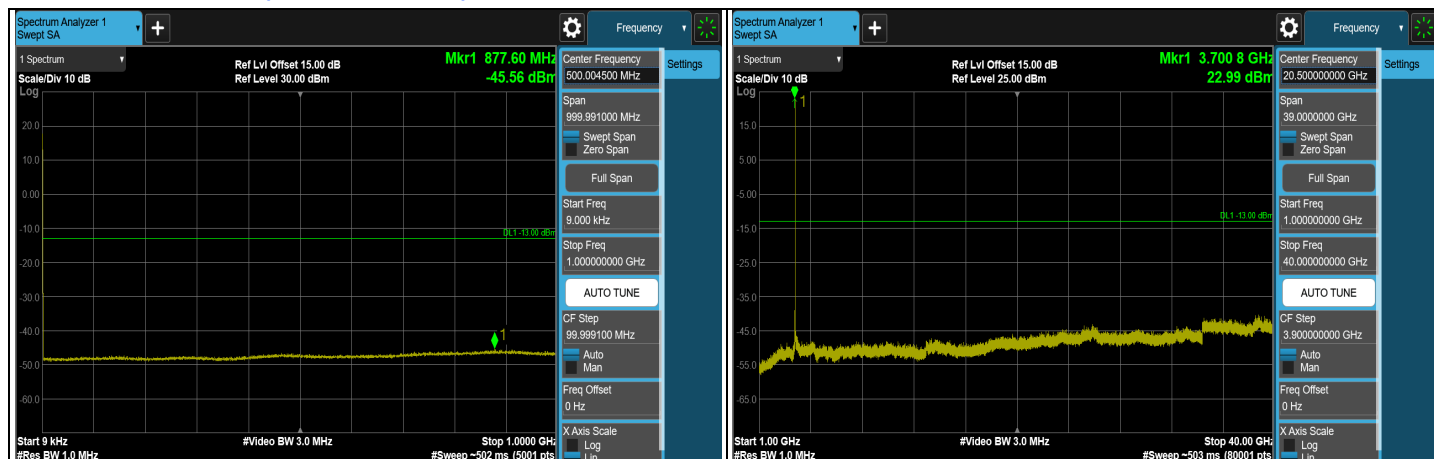 Spectrum Analyzer 1
Swept SA
+
Frequency
1 Spectrum
Scale/Div 10 dB
Log
Ref Lvl Offset 15.00 dB
Ref Level 30.00 dBm
Mkr1 877.60 MHz
-45.56 dBm
20.0
10.0
0.00
-10.0
-20.0
-30.0
-40.0
-50.0
-60.0
DL1 -13.00 dBm
1
Start 9 kHz
#Res BW 1.0 MHz
#Video BW 3.0 MHz
Stop 1.0000 GHz
#Sweep ~502 ms (5001 pts
Center Frequency
500.004500 MHz
Settings
Span
999.991000 MHz
Swept Span
Zero Span
Full Span
Start Freq
9.000 kHz
Stop Freq
1.000000000 GHz
AUTO TUNE
CF Step
99.999100 MHz
Auto
Man
Freq Offset
0 Hz
X Axis Scale
Log
Lin
Spectrum Analyzer 1
Swept SA
+
Frequency
1 Spectrum
Scale/Div 10 dB
Log
Ref Lvl Offset 15.00 dB
Ref Level 25.00 dBm
Mkr1 3.700 8 GHz
22.99 dBm
1
15.0
5.00
-5.00
-15.0
-25.0
-35.0
-45.0
-55.0
-65.0
DL1 -13.00 dBm
Start 1.00 GHz
#Res BW 1.0 MHz
#Video BW 3.0 MHz
Stop 40.00 GHz
#Sweep ~503 ms (80001 pts
Center Frequency
20.500000000 GHz
Settings
Span
39.0000000 GHz
Swept Span
Zero Span
Full Span
Start Freq
1.000000000 GHz
Stop Freq
40.000000000 GHz
AUTO TUNE
CF Step
3.900000000 GHz
Auto
Man
Freq Offset
0 Hz
X Axis Scale
Log
Lin